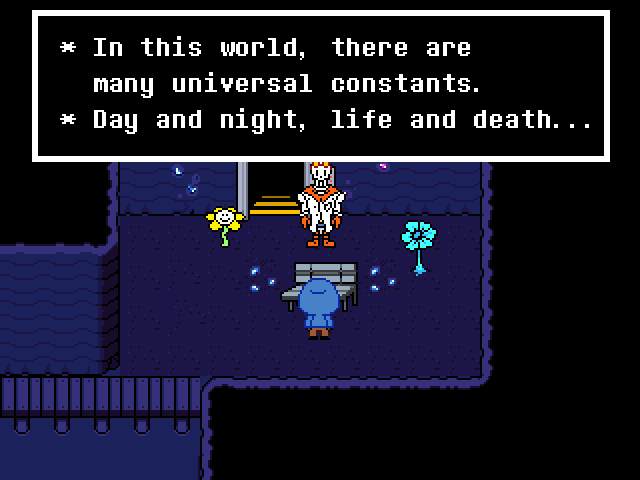 * In this world, there are
many universal constants.
* Day and night, life and death...